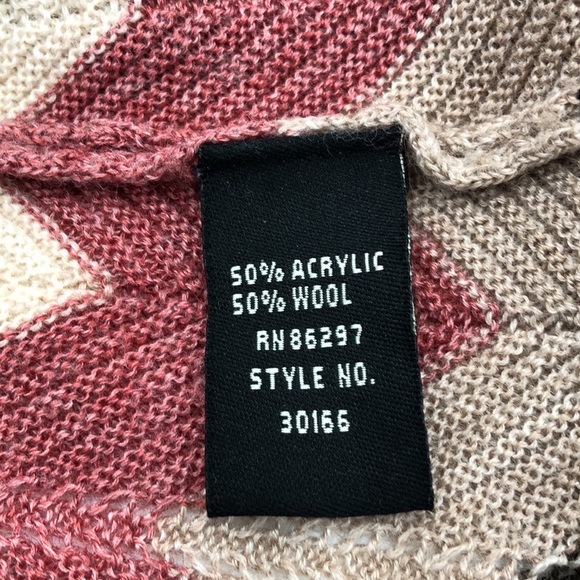 50% ACRYLIC
50% WOOL
RN86297
STYLE NO.
30166